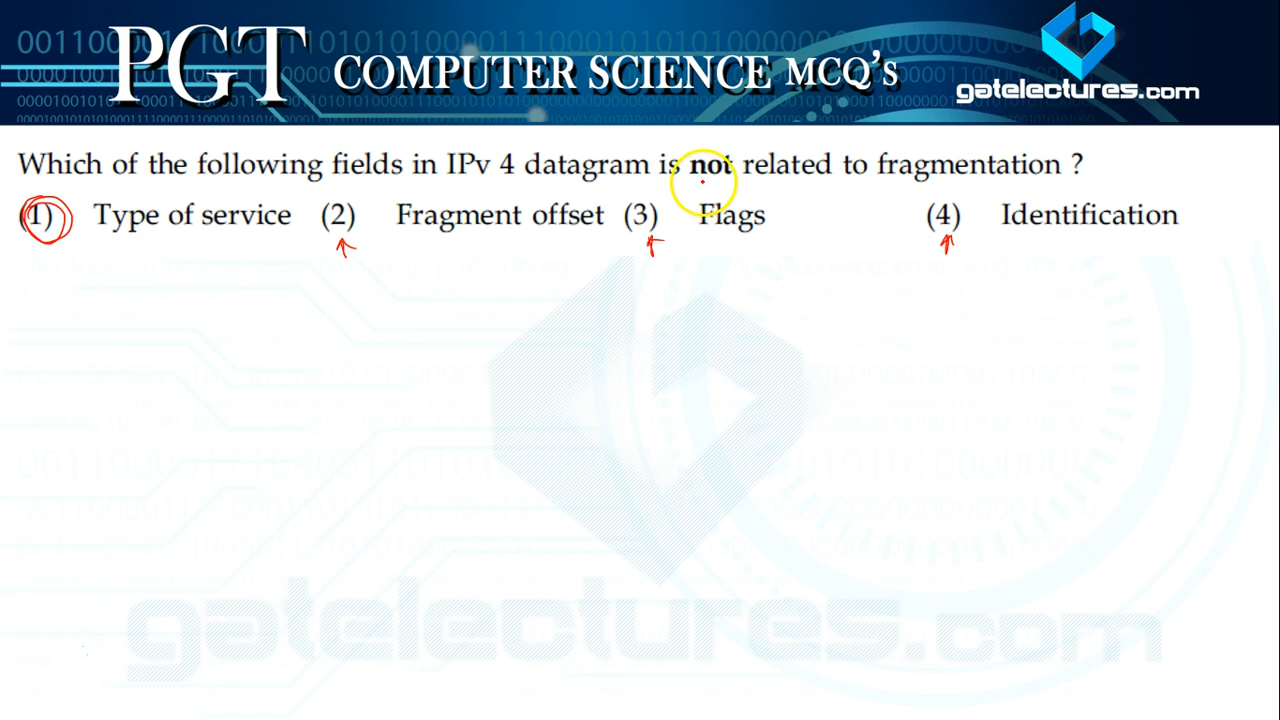 PGT COMPUTER SCIENCE MCQ's
gatelectures.com
Which of the following fields in IPv 4 datagram is not related to fragmentation ?
(1) Type of service (2) Fragment offset (3) Flags (4) Identification
gatelectures.com